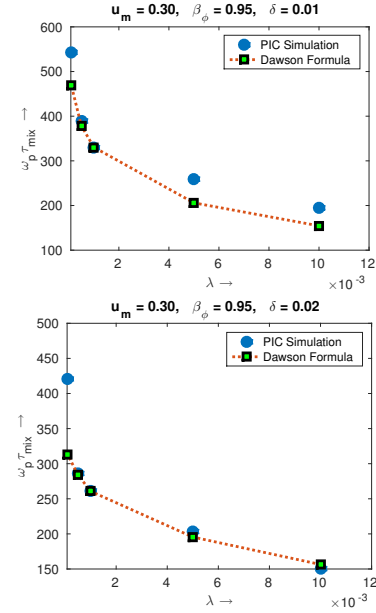 u_m = 0.30, β_ϕ = 0.95, δ = 0.01
600
500
400
300
200
100
ω_p τ_mix →
PIC Simulation
Dawson Formula
2 4 6 8 10 12
λ → ×10^-3
u_m = 0.30, β_ϕ = 0.95, δ = 0.02
500
450
400
350
300
250
200
150
ω_p τ_mix →
PIC Simulation
Dawson Formula
2 4 6 8 10 12
λ → ×10^-3